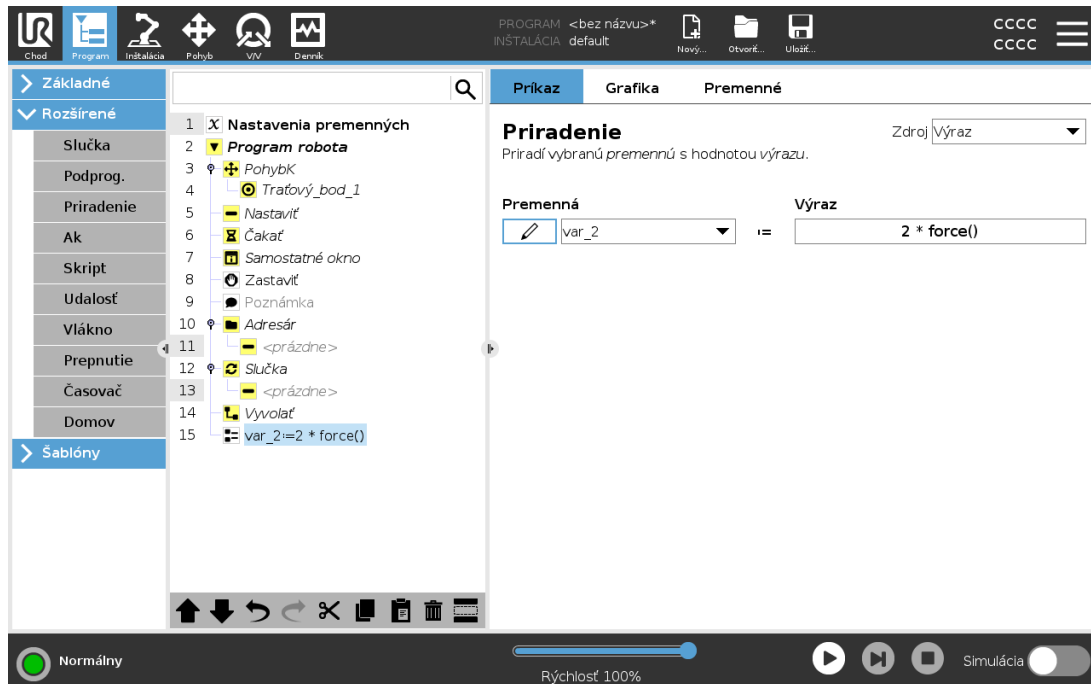 UR
Chod
Program
Inštalácia
Pohyb
V/V
Denník
PROGRAM <bez názvu>*
INŠTALÁCIA default
Nový...
Otvoriť...
Uložiť...
CCCC
CCCC
Základné
Rozšírené
Slučka
Podprog.
Priradenie
Ak
Skript
Udalosť
Vlákno
Prepnutie
Časovač
Domov
Šablóny
1 X Nastavenia premenných
2 Program robota
3 PohybK
4 Traťový_bod_1
5 Nastaviť
6 Čakať
7 Samostatné okno
8 Zastaviť
9 Poznámka
10 Adresár
11 <prázdne>
12 Slučka
13 <prázdne>
14 Vyvolať
15 var_2:=2 * force()
Príkaz Grafika Premenné
Priradenie
Zdroj Výraz
Priradí vybranú premennú s hodnotou výrazu.
Premenná Výraz
var_2 := 2 * force()
Normálny
Rýchlosť 100%
Simulácia